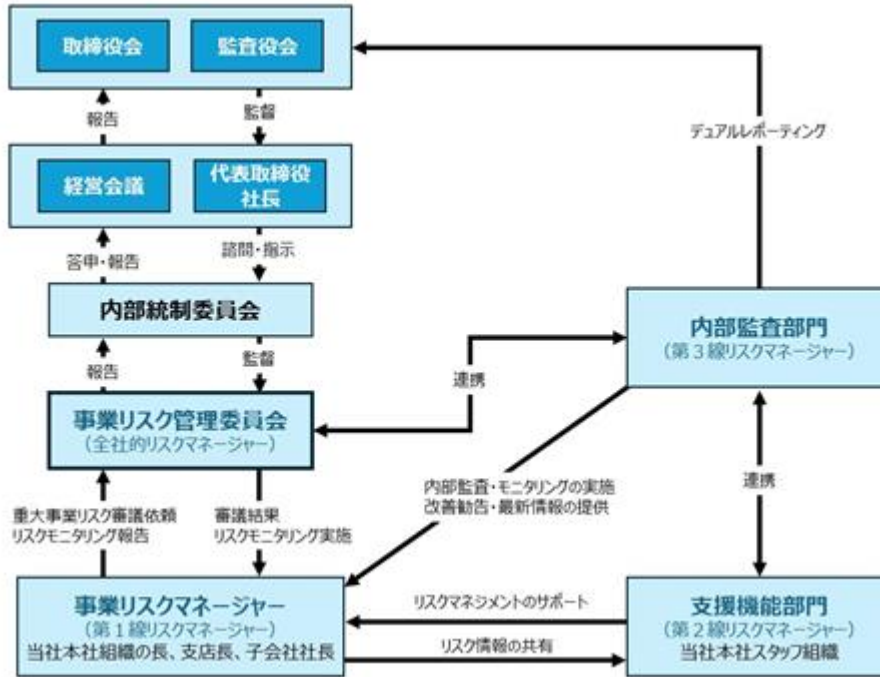 取締役会
監査役会
報告
監督
デュアルレポーティング
経営会議
代表取締役
社長
答申・報告
諮問・指示
内部統制委員会
内部監査部門
（第３線リスクマネージャー）
報告
監督
連携
事業リスク管理委員会
（全社的リスクマネージャー）
内部監査・モニタリングの実施
改善勧告・最新情報の提供
連携
重大事業リスク審議依頼
リスクモニタリング報告
審議結果
リスクモニタリング実施
事業リスクマネージャー
（第１線リスクマネージャー）
当社本社組織の長、支店長、子会社社長
リスクマネジメントのサポート
リスク情報の共有
支援機能部門
（第２線リスクマネージャー）
当社本社スタッフ組織